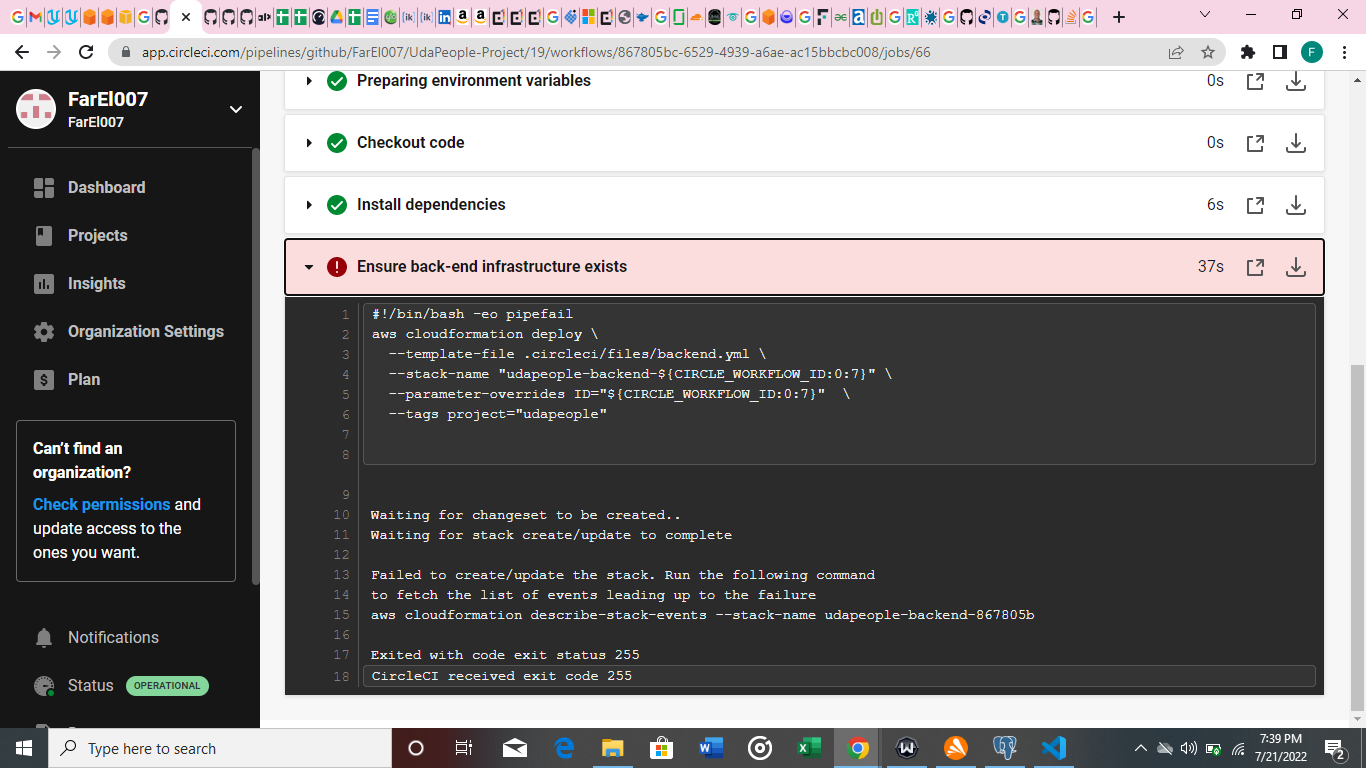 app.circleci.com/pipelines/github/FarEl007/UdaPeople-Project/19/workflows/867805bc-6529-4939-a6ae-ac15bbcbc008/jobs/66
F
FarEl007
FarEl007
Dashboard
Projects
Insights
Organization Settings
Plan
Can't find an
organization?
Check permissions and
update access to the
ones you want.
Notifications
Status OPERATIONAL
Preparing environment variables 0s
Checkout code 0s
Install dependencies 6s
Ensure back-end infrastructure exists 37s
1 #!/bin/bash -eo pipefail
2 aws cloudformation deploy \
3 --template-file .circleci/files/backend.yml \
4 --stack-name "udapeople-backend-${CIRCLE_WORKFLOW_ID:0:7}" \
5 --parameter-overrides ID="${CIRCLE_WORKFLOW_ID:0:7}" \
6 --tags project="udapeople"
7
8
9
10 Waiting for changeset to be created..
11 Waiting for stack create/update to complete
12
13 Failed to create/update the stack. Run the following command
14 to fetch the list of events leading up to the failure
15 aws cloudformation describe-stack-events --stack-name udapeople-backend-867805b
16
17 Exited with code exit status 255
18 CircleCI received exit code 255
Type here to search
7:39 PM
7/21/2022
2